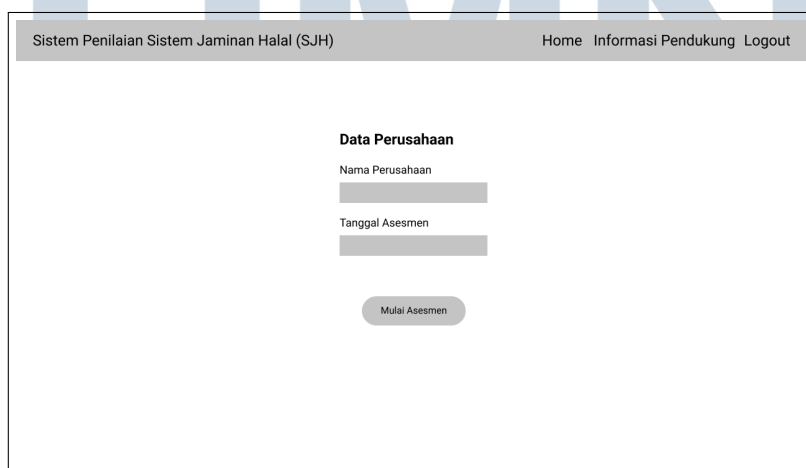 Sistem Penilaian Sistem Jaminan Halal (SJH) Home Informasi Pendukung Logout
Data Perusahaan
Nama Perusahaan
Tanggal Asesmen
Mulai Asesmen